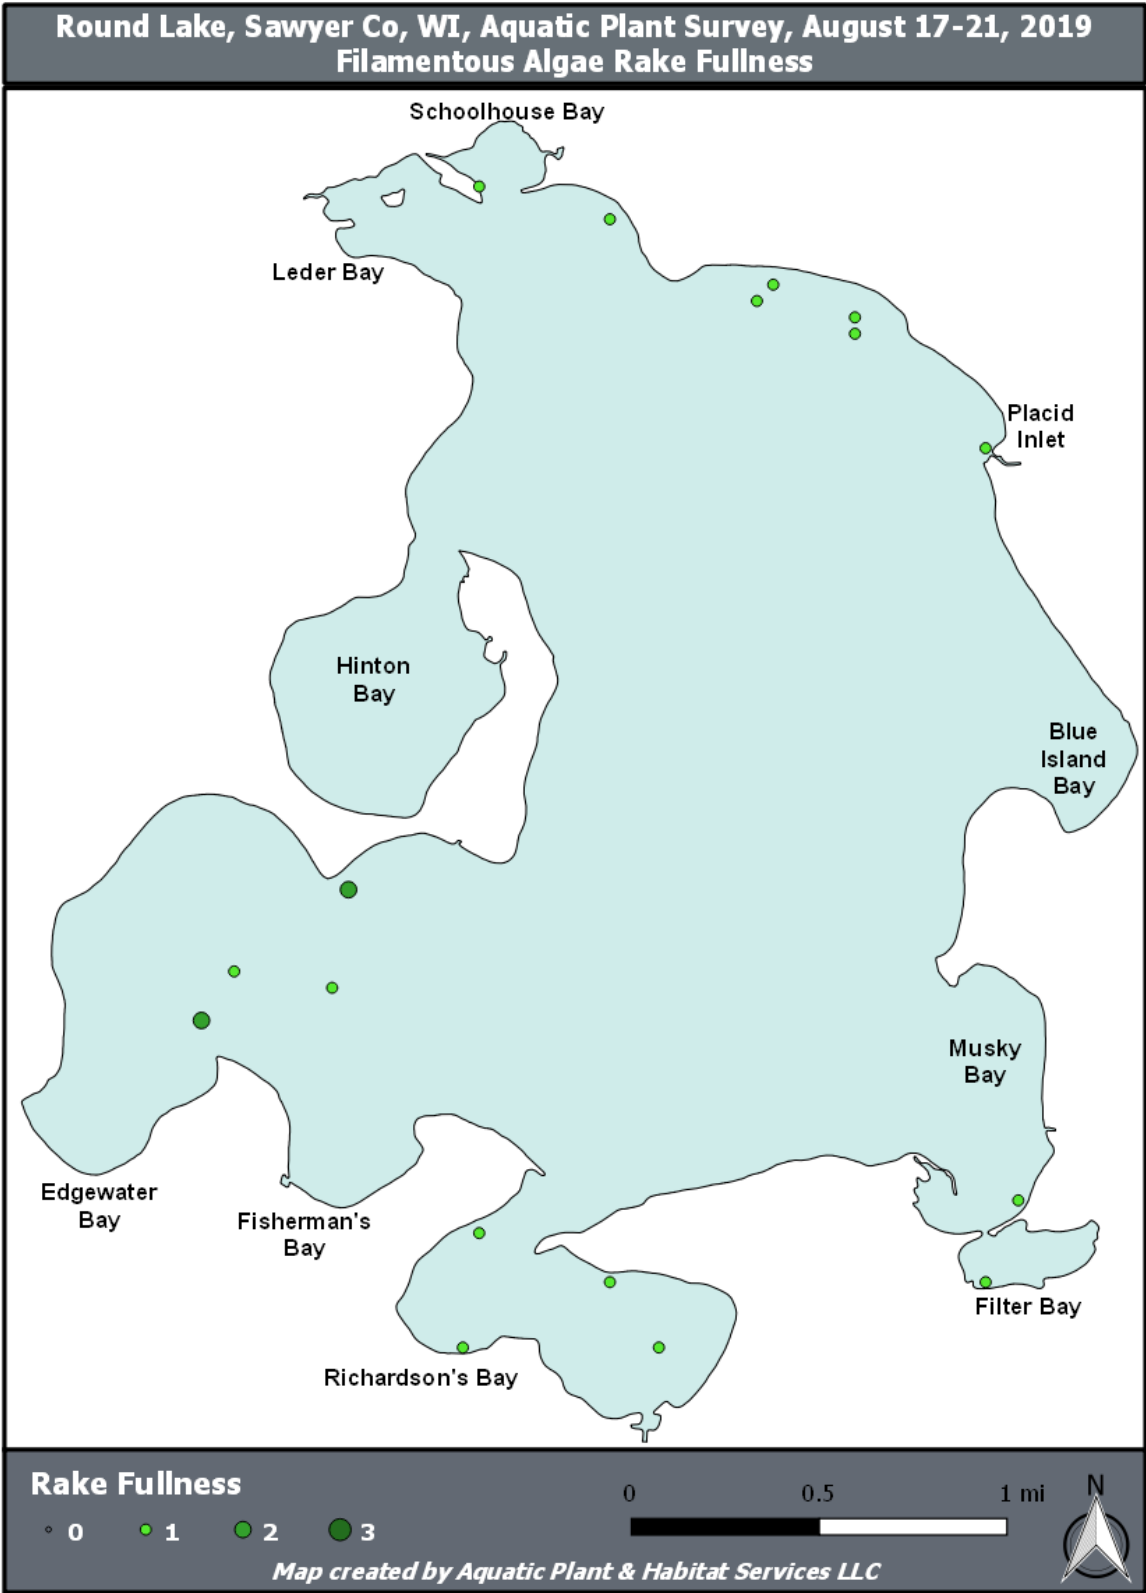 Round Lake, Sawyer Co, WI, Aquatic Plant Survey, August 17-21, 2019
Filamentous Algae Rake Fullness
Schoolhouse Bay
Leder Bay
Placid
Inlet
Hinton
Bay
Blue
Island
Bay
Musky
Bay
Edgewater
Bay
Fisherman's
Bay
Filter Bay
Richardson's Bay
Rake Fullness
0 1 2 3
0 0.5 1 mi
N
Map created by Aquatic Plant & Habitat Services LLC